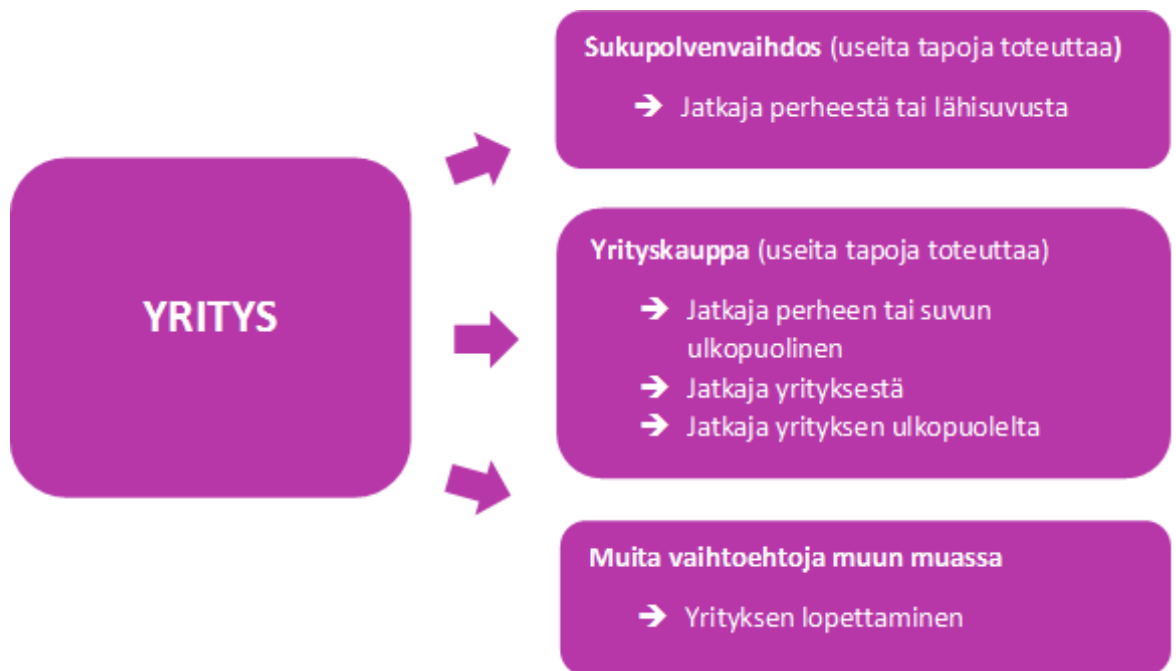 YRITYS
Sukupolvenvaihdos (useita tapoja toteuttaa)
➔ Jatkaja perheestä tai lähisuvusta
Yrityskauppa (useita tapoja toteuttaa)
➔ Jatkaja perheen tai suvun
ulkopuolinen
➔ Jatkaja yrityksestä
➔ Jatkaja yrityksen ulkopuolelta
Muita vaihtoehtoja muun muassa
➔ Yrityksen lopettaminen